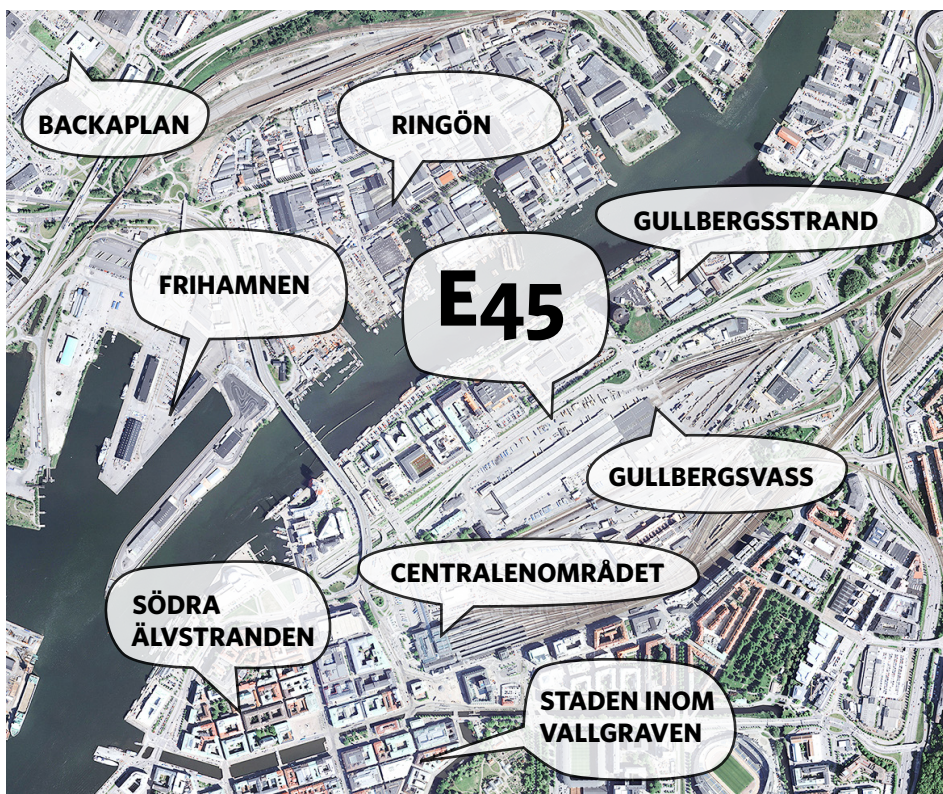 BACKAPLAN
RINGÖN
GULLBERGSSTRAND
FRIHAMNEN
E45
GULLBERGSVASS
CENTRALENOMRÅDET
SÖDRA
ÄLVSTRANDEN
STADEN INOM
VALLGRAVEN